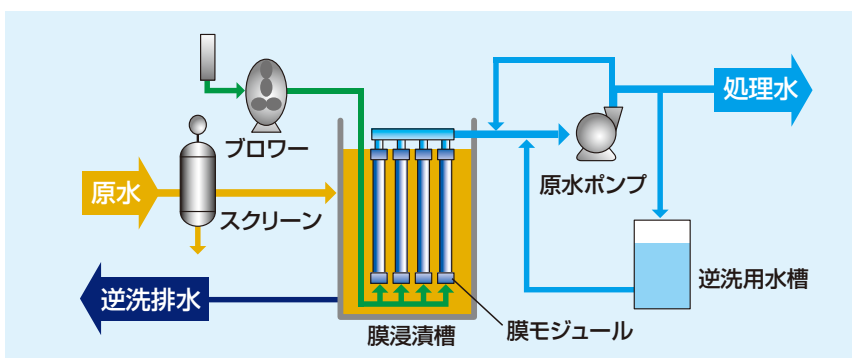 処理水
ブロワー
原水ポンプ
原水
スクリーン
逆洗排水
逆洗用水槽
膜モジュール
膜浸漬槽